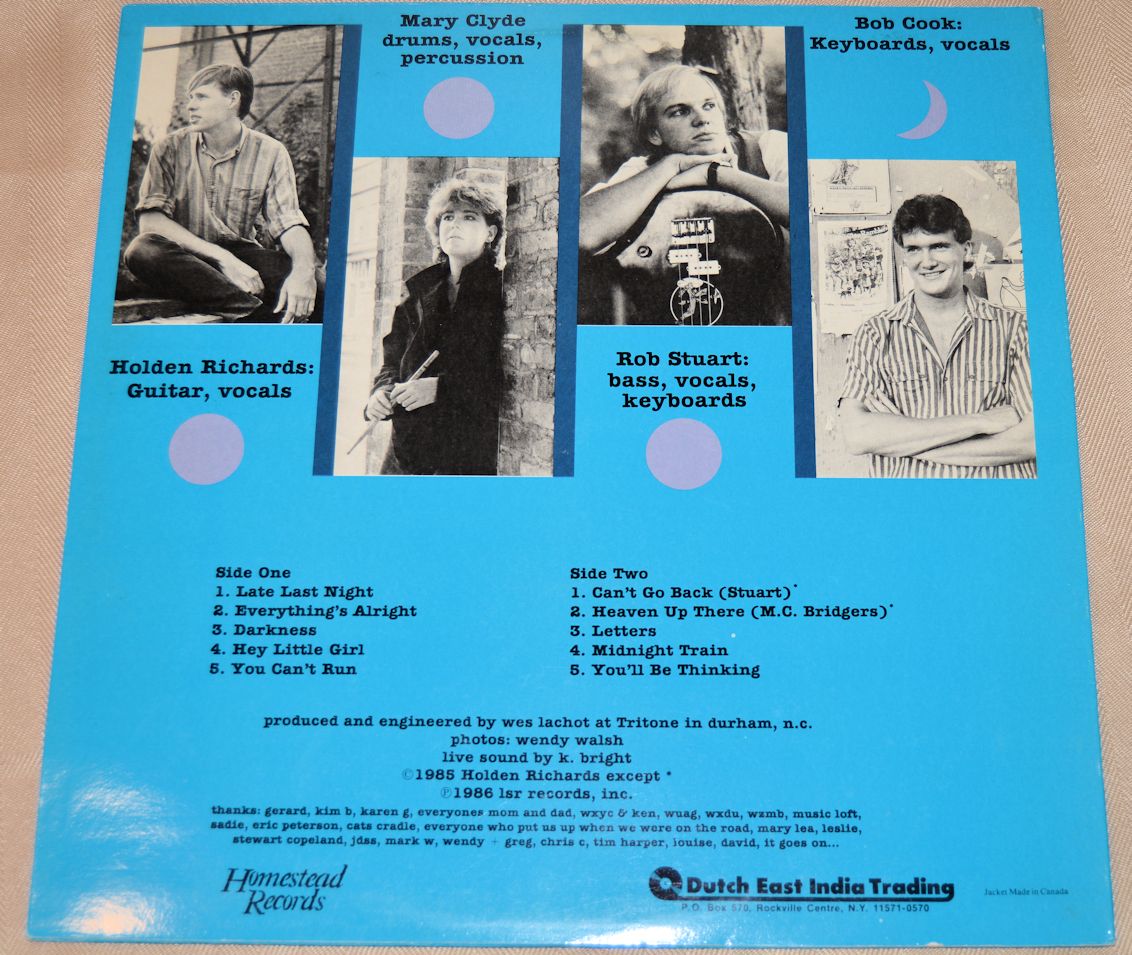 Mary Clyde
drums, vocals,
percussion
Bob Cook:
Keyboards, vocals
Holden Richards:
Guitar, vocals
Rob Stuart:
bass, vocals,
keyboards
Side One
1. Late Last Night
2. Everything's Alright
3. Darkness
4. Hey Little Girl
5. You Can't Run
Side Two
1. Can't Go Back (Stuart)*
2. Heaven Up There (M.C. Bridgers)*
3. Letters
4. Midnight Train
5. You'll Be Thinking
produced and engineered by wes lachot at Tritone in durham, n.c.
photos: wendy walsh
live sound by k. bright
©1985 Holden Richards except *
℗1986 lsr records, inc.
thanks: gerard, kim b, karen g, everyones mom and dad, wxyc & ken, wuag, wxdu, wzmb, music loft,
sadie, eric peterson, cats cradle, everyone who put us up when we were on the road, mary lea, leslie,
stewart copeland, jdss, mark w, wendy + greg, chris c, tim harper, louise, david, it goes on...
Homestead
Records
Dutch East India Trading
P.O. Box 570, Rockville Centre, N.Y. 11571-0570
Jacket Made in Canada